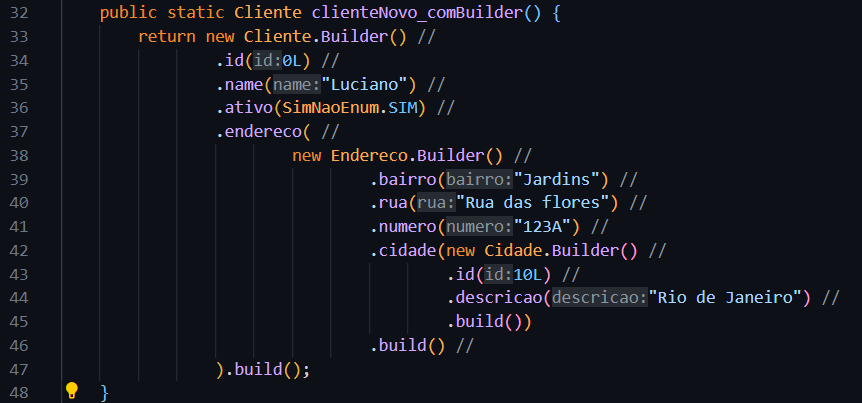 32 public static Cliente clienteNovo_comBuilder() {
33 return new Cliente.Builder() //
34 .id(id:0L) //
35 .name(name:"Luciano") //
36 .ativo(SimNaoEnum.SIM) //
37 .endereco( //
38 new Endereco.Builder() //
39 .bairro(bairro:"Jardins") //
40 .rua(rua:"Rua das flores") //
41 .numero(numero:"123A") //
42 .cidade(new Cidade.Builder() //
43 .id(id:10L) //
44 .descricao(descricao:"Rio de Janeiro") //
45 .build())
46 .build() //
47 ).build();
48 }